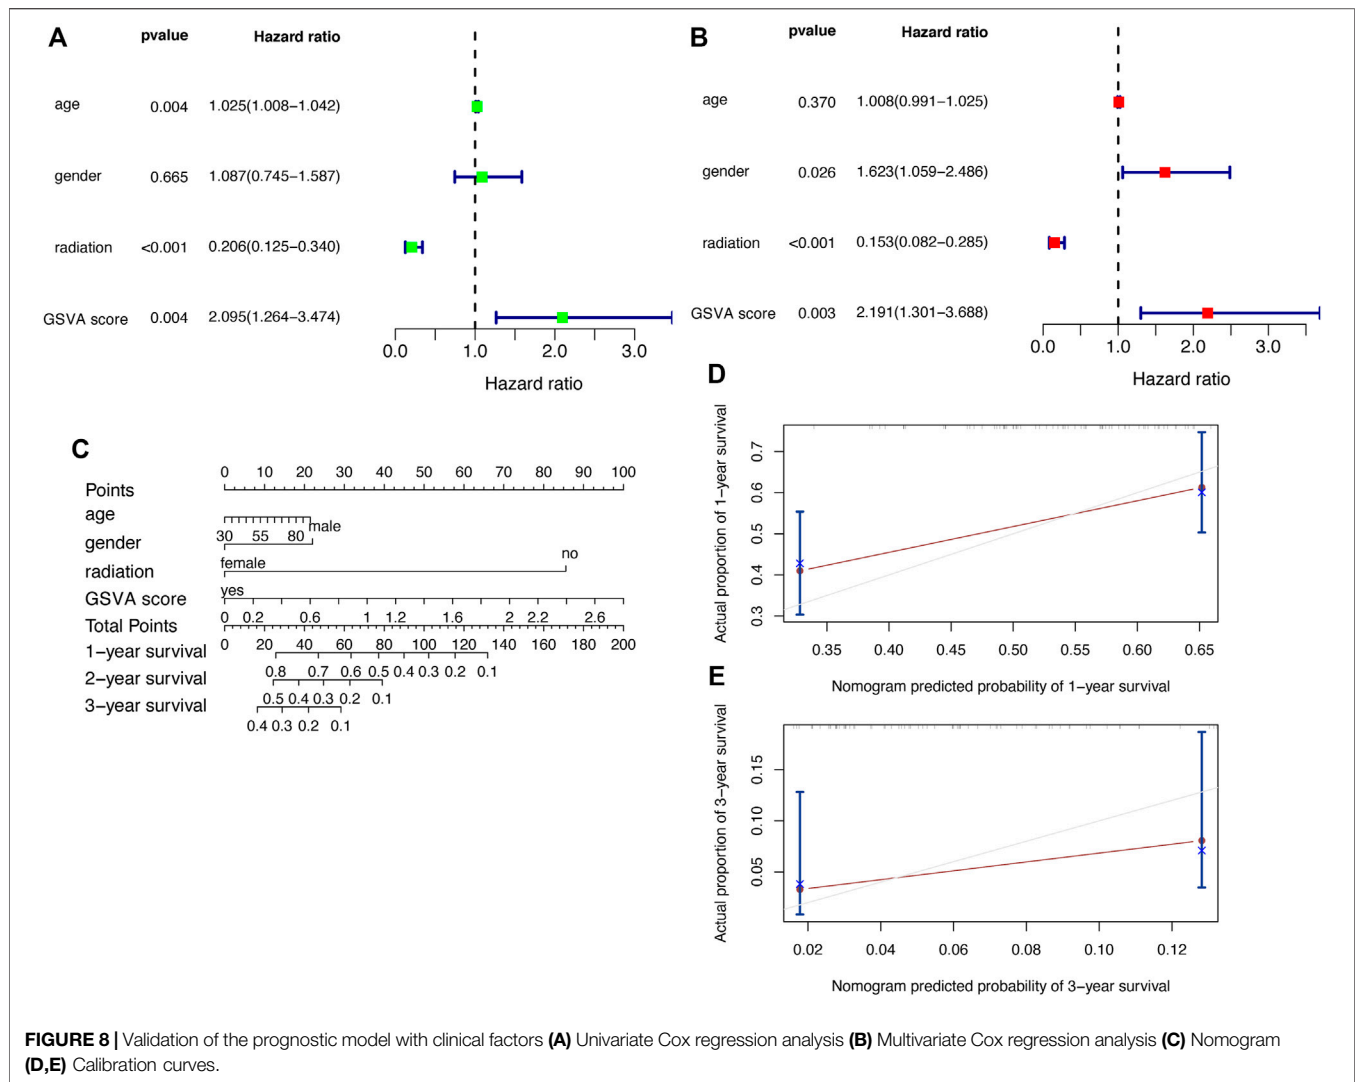 A
pvalue Hazard ratio
age 0.004 1.025(1.008−1.042)
gender 0.665 1.087(0.745−1.587)
radiation <0.001 0.206(0.125−0.340)
GSVA score 0.004 2.095(1.264−3.474)
0.0 1.0 2.0 3.0
Hazard ratio
B
pvalue Hazard ratio
age 0.370 1.008(0.991−1.025)
gender 0.026 1.623(1.059−2.486)
radiation <0.001 0.153(0.082−0.285)
GSVA score 0.003 2.191(1.301−3.688)
0.0 1.0 2.0 3.0
Hazard ratio
C
0 10 20 30 40 50 60 70 80 90 100
Points
age
male
30 55 80
gender
no
female
radiation
yes
GSVA score
0 0.2 0.6 1 1.2 1.6 2 2.2 2.6
Total Points
0 20 40 60 80 100 120 140 160 180 200
1−year survival
0.8 0.7 0.6 0.5 0.4 0.3 0.2 0.1
2−year survival
0.5 0.4 0.3 0.2 0.1
3−year survival
0.4 0.3 0.2 0.1
D
Actual proportion of 1−year survival
0.7
0.6
0.5
0.4
0.3
0.35 0.40 0.45 0.50 0.55 0.60 0.65
Nomogram predicted probability of 1−year survival
E
Actual proportion of 3−year survival
0.15
0.10
0.05
0.02 0.04 0.06 0.08 0.10 0.12
Nomogram predicted probability of 3−year survival
FIGURE 8 | Validation of the prognostic model with clinical factors (A) Univariate Cox regression analysis (B) Multivariate Cox regression analysis (C) Nomogram
(D,E) Calibration curves.